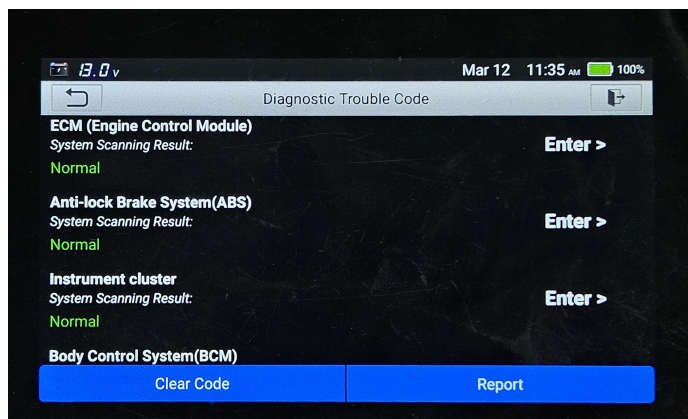 13.0 v
Mar 12 11:35 AM 100%
Diagnostic Trouble Code
ECM (Engine Control Module)
System Scanning Result:
Enter >
Normal
Anti-lock Brake System(ABS)
System Scanning Result:
Enter >
Normal
Instrument cluster
System Scanning Result:
Enter >
Normal
Body Control System(BCM)
Clear Code
Report